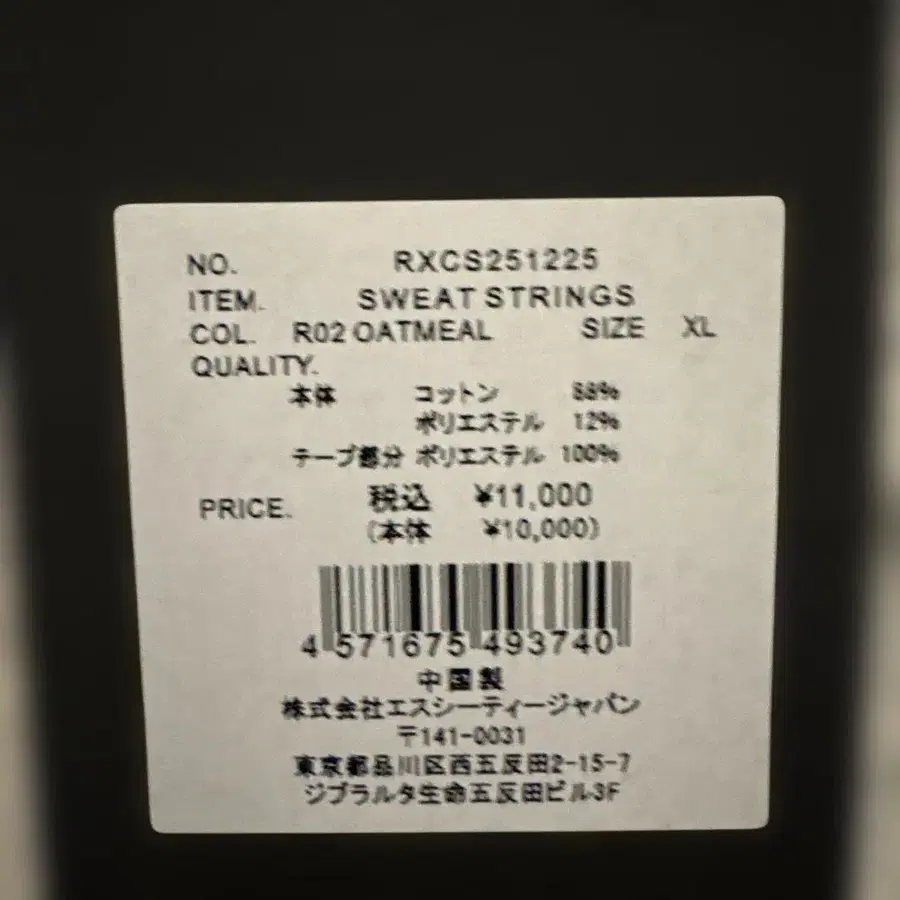 NO. RXCS251225
ITEM. SWEAT STRINGS
COL. R02 OATMEAL SIZE XL
QUALITY.
本体 コットン 88%
ポリエステル 12%
テープ部分 ポリエステル 100%
PRICE. 税込 ¥11,000
(本体 ¥10,000)
4 571675 493740
中国製
株式会社エスシーティージャパン
〒141-0031
東京都品川区西五反田2-15-7
ジブラルタ生命五反田ビル3F